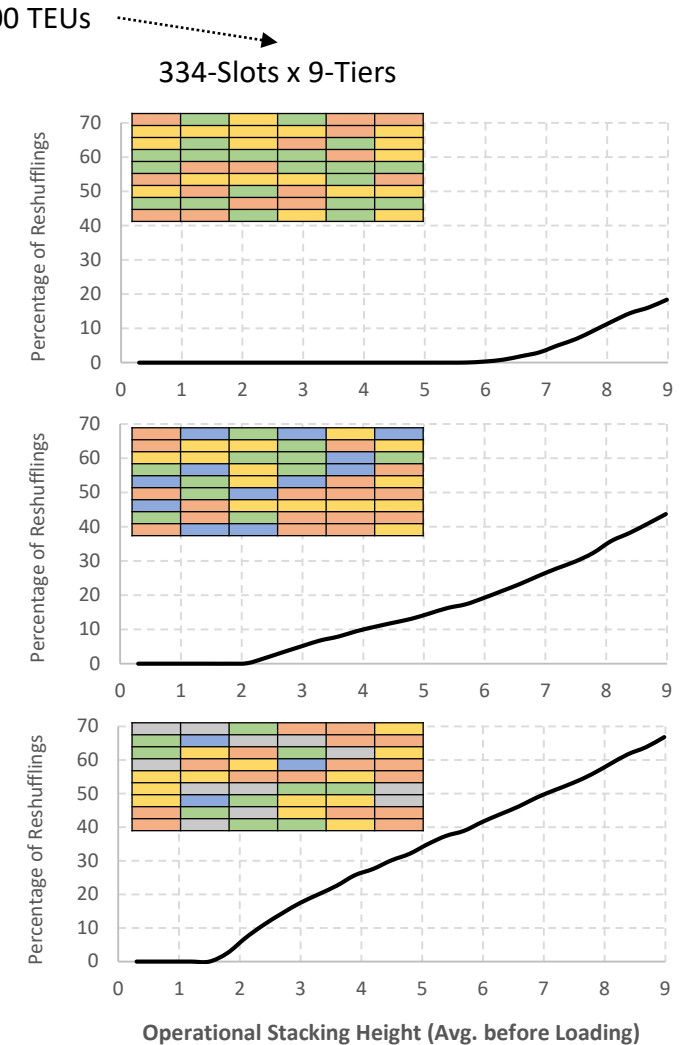 00 TEUs
334-Slots x 9-Tiers
Percentage of Reshufflings
70
60
50
40
30
20
10
0
0 1 2 3 4 5 6 7 8 9
Percentage of Reshufflings
70
60
50
40
30
20
10
0
0 1 2 3 4 5 6 7 8 9
Percentage of Reshufflings
70
60
50
40
30
20
10
0
0 1 2 3 4 5 6 7 8 9
Operational Stacking Height (Avg. before Loading)